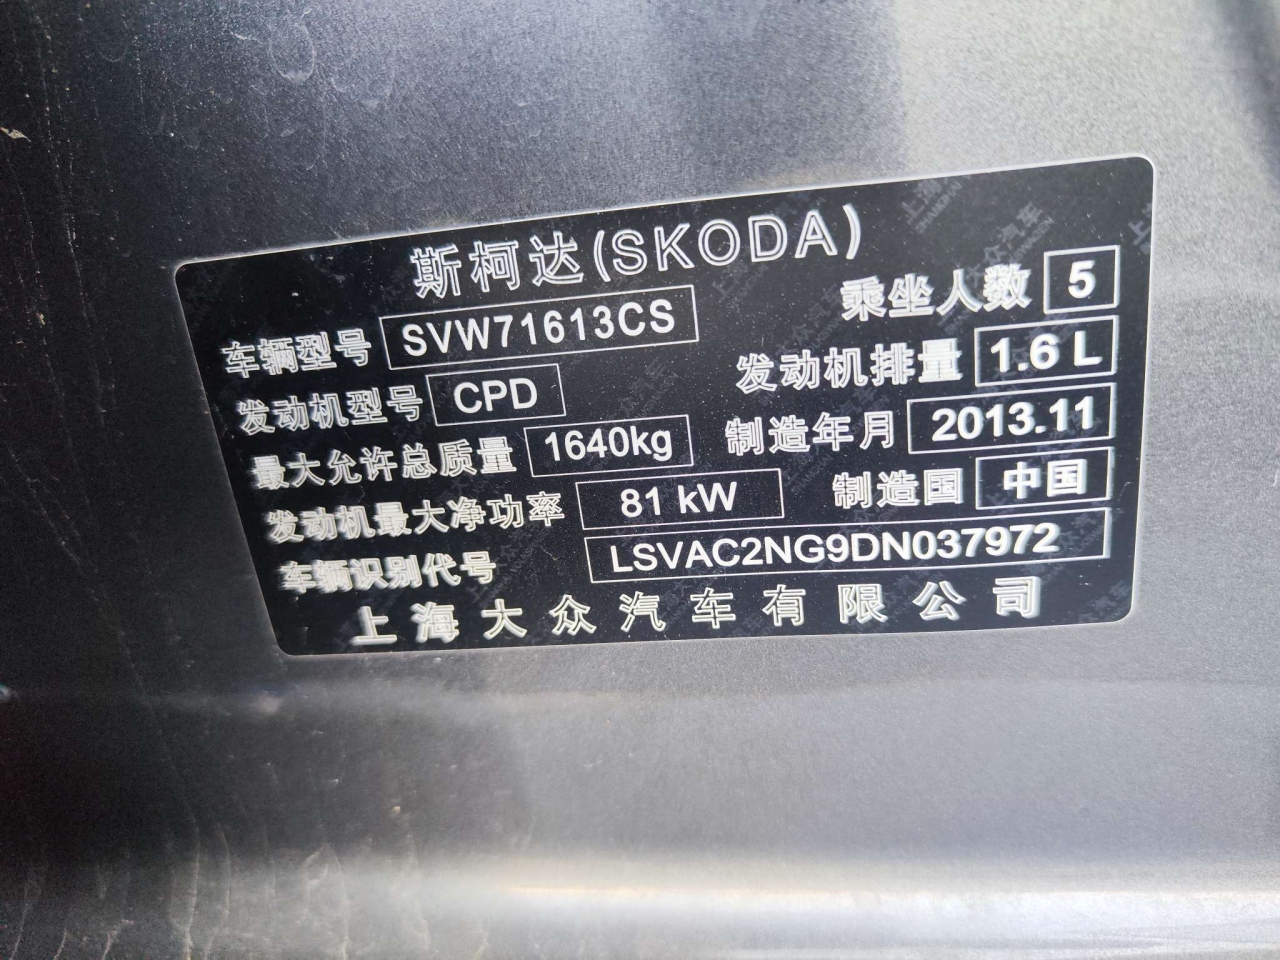 斯柯达(SKODA)
车辆型号 SVW71613CS 乘坐人数 5
发动机型号 CPD 发动机排量 1.6 L
最大允许总质量 1640kg 制造年月 2013.11
发动机最大净功率 81 kW 制造国 中国
车辆识别代号 LSVAC2NG9DN037972
上海大众汽车有限公司